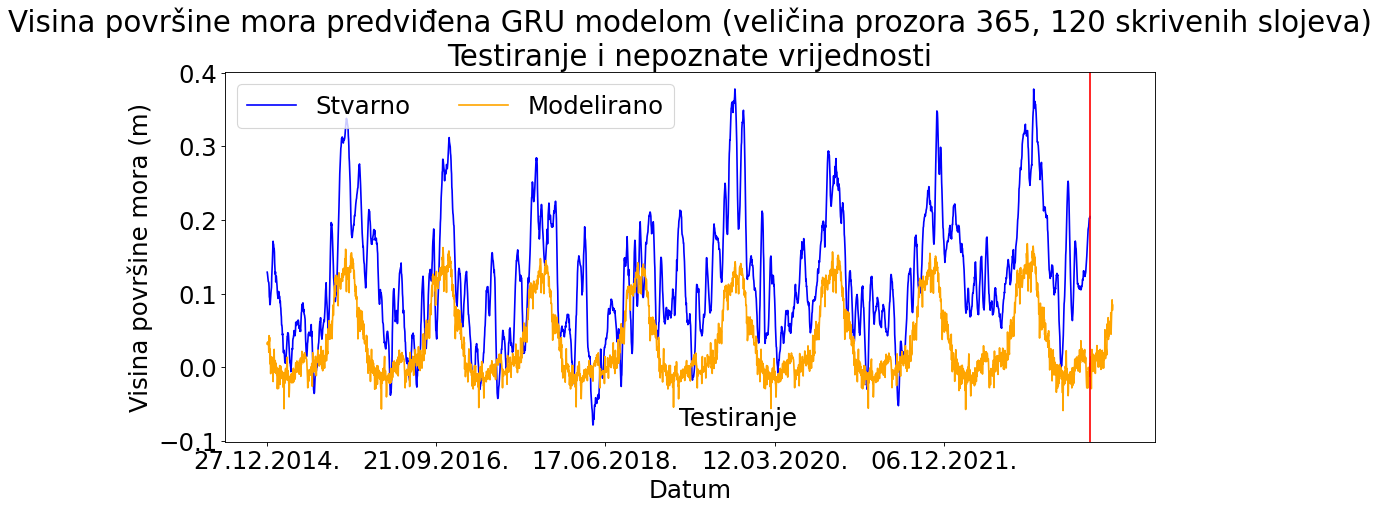 Visina površine mora predviđena GRU modelom (veličina prozora 365, 120 skrivenih slojeva)
Testiranje i nepoznate vrijednosti
Stvarno
Modelirano
Visina površine mora (m)
0.4
0.3
0.2
0.1
0.0
−0.1
Testiranje
27.12.2014.
21.09.2016.
17.06.2018.
12.03.2020.
06.12.2021.
Datum